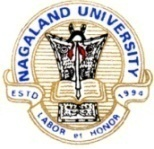 NAGALAND UNIVERSITY
ESTD 1994
LABOR et HONOR